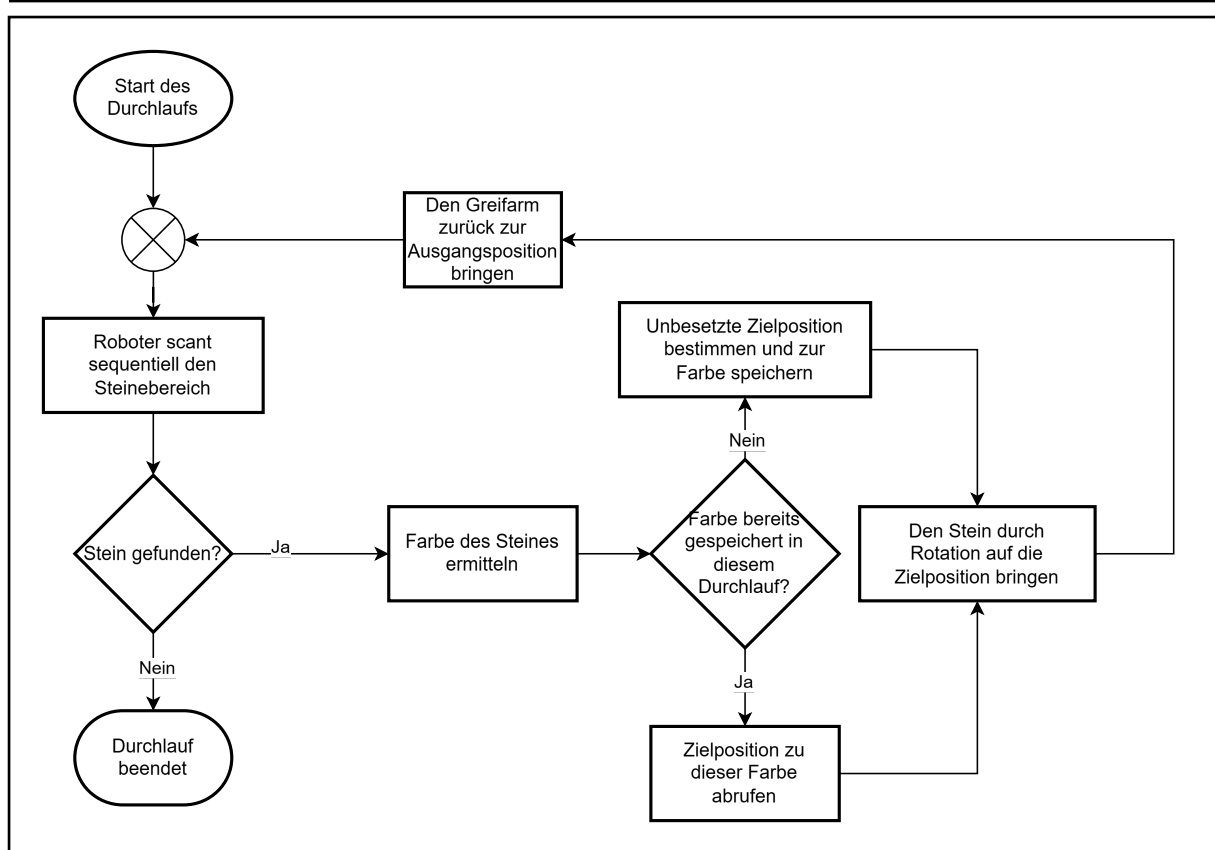 Start des
Durchlaufs
Den Greifarm
zurück zur
Ausgangsposition
bringen
Roboter scant
sequentiell den
Steinebereich
Unbesetzte Zielposition
bestimmen und zur
Farbe speichern
Nein
Stein gefunden?
Ja
Farbe des Steines
ermitteln
Farbe bereits
gespeichert in
diesem
Durchlauf?
Den Stein durch
Rotation auf die
Zielposition bringen
Nein
Ja
Durchlauf
beendet
Zielposition zu
dieser Farbe
abrufen